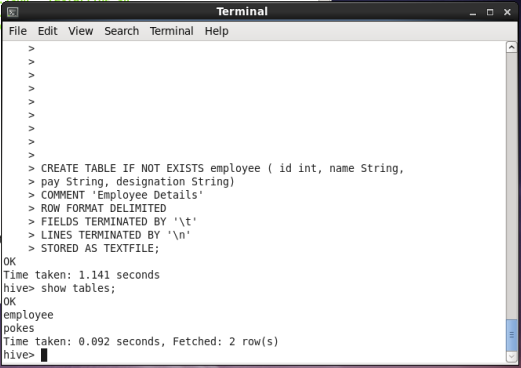 Terminal
File Edit View Search Terminal Help
>
>
>
>
>
>
>
>
>
> CREATE TABLE IF NOT EXISTS employee ( id int, name String,
> pay String, designation String)
> COMMENT 'Employee Details'
> ROW FORMAT DELIMITED
> FIELDS TERMINATED BY '\t'
> LINES TERMINATED BY '\n'
> STORED AS TEXTFILE;
OK
Time taken: 1.141 seconds
hive> show tables;
OK
employee
pokes
Time taken: 0.092 seconds, Fetched: 2 row(s)
hive>